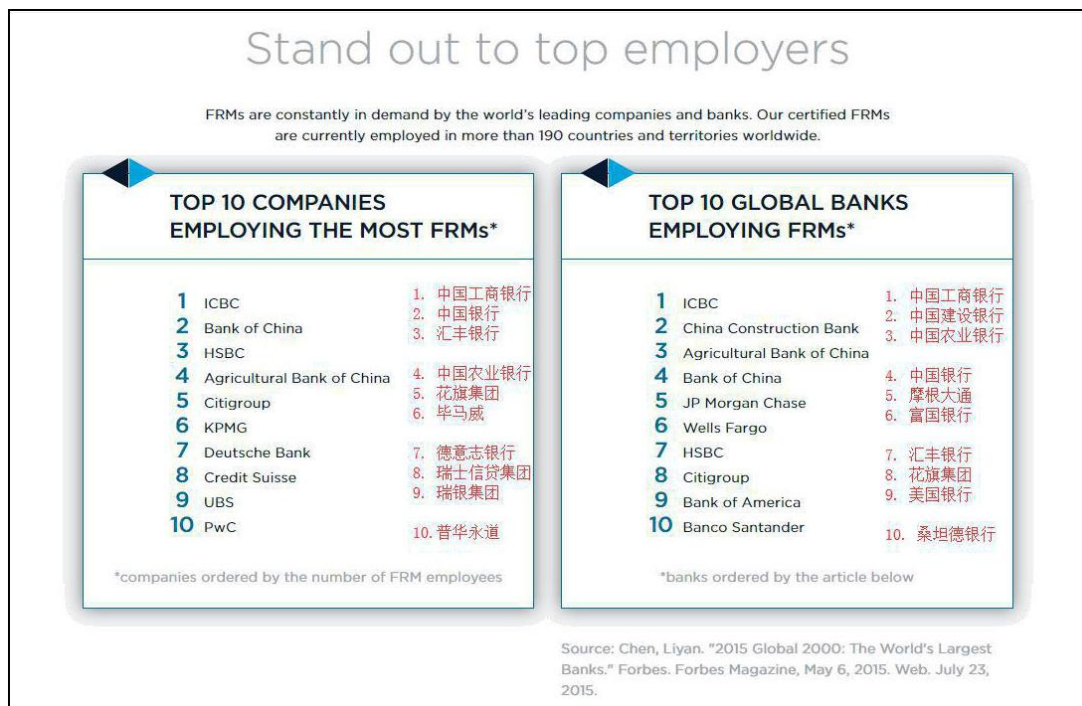 Stand out to top employers
FRMs are constantly in demand by the world's leading companies and banks. Our certified FRMs
are currently employed in more than 190 countries and territories worldwide.
TOP 10 COMPANIES
EMPLOYING THE MOST FRMs*
1 ICBC
2 Bank of China
3 HSBC
4 Agricultural Bank of China
5 Citigroup
6 KPMG
7 Deutsche Bank
8 Credit Suisse
9 UBS
10 PwC
1. 中国工商银行
2. 中国银行
3. 汇丰银行
4. 中国农业银行
5. 花旗集团
6. 毕马威
7. 德意志银行
8. 瑞士信贷集团
9. 瑞银集团
10. 普华永道
*companies ordered by the number of FRM employees
TOP 10 GLOBAL BANKS
EMPLOYING FRMs*
1 ICBC
2 China Construction Bank
3 Agricultural Bank of China
4 Bank of China
5 JP Morgan Chase
6 Wells Fargo
7 HSBC
8 Citigroup
9 Bank of America
10 Banco Santander
1. 中国工商银行
2. 中国建设银行
3. 中国农业银行
4. 中国银行
5. 摩根大通
6. 富国银行
7. 汇丰银行
8. 花旗集团
9. 美国银行
10. 桑坦德银行
*banks ordered by the article below
Source: Chen, Liyan. "2015 Global 2000: The World's Largest
Banks." Forbes. Forbes Magazine, May 6, 2015. Web. July 23,
2015.